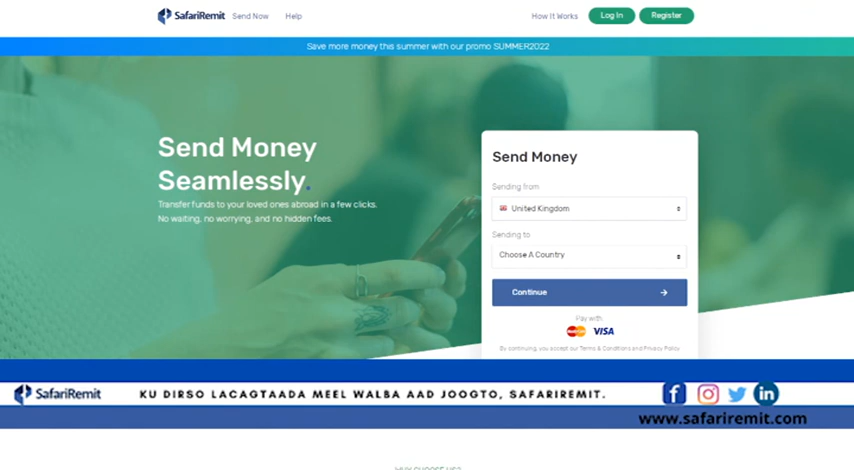 SafariRemit Send Now Help How It Works Log In Register
Save more money this summer with our promo SUMMER2022
Send Money
Seamlessly.
Transfer funds to your loved ones abroad in a few clicks.
No waiting, no worrying, and no hidden fees.
Send Money
Sending from
United Kingdom
Sending to
Choose A Country
Continue
Pay with:
VISA
By continuing, you accept our Terms & Conditions and Privacy Policy
SafariRemit KU DIRSO LACAGTAADA MEEL WALBA AAD JOOGTO, SAFARIREMIT.
www.safariremit.com